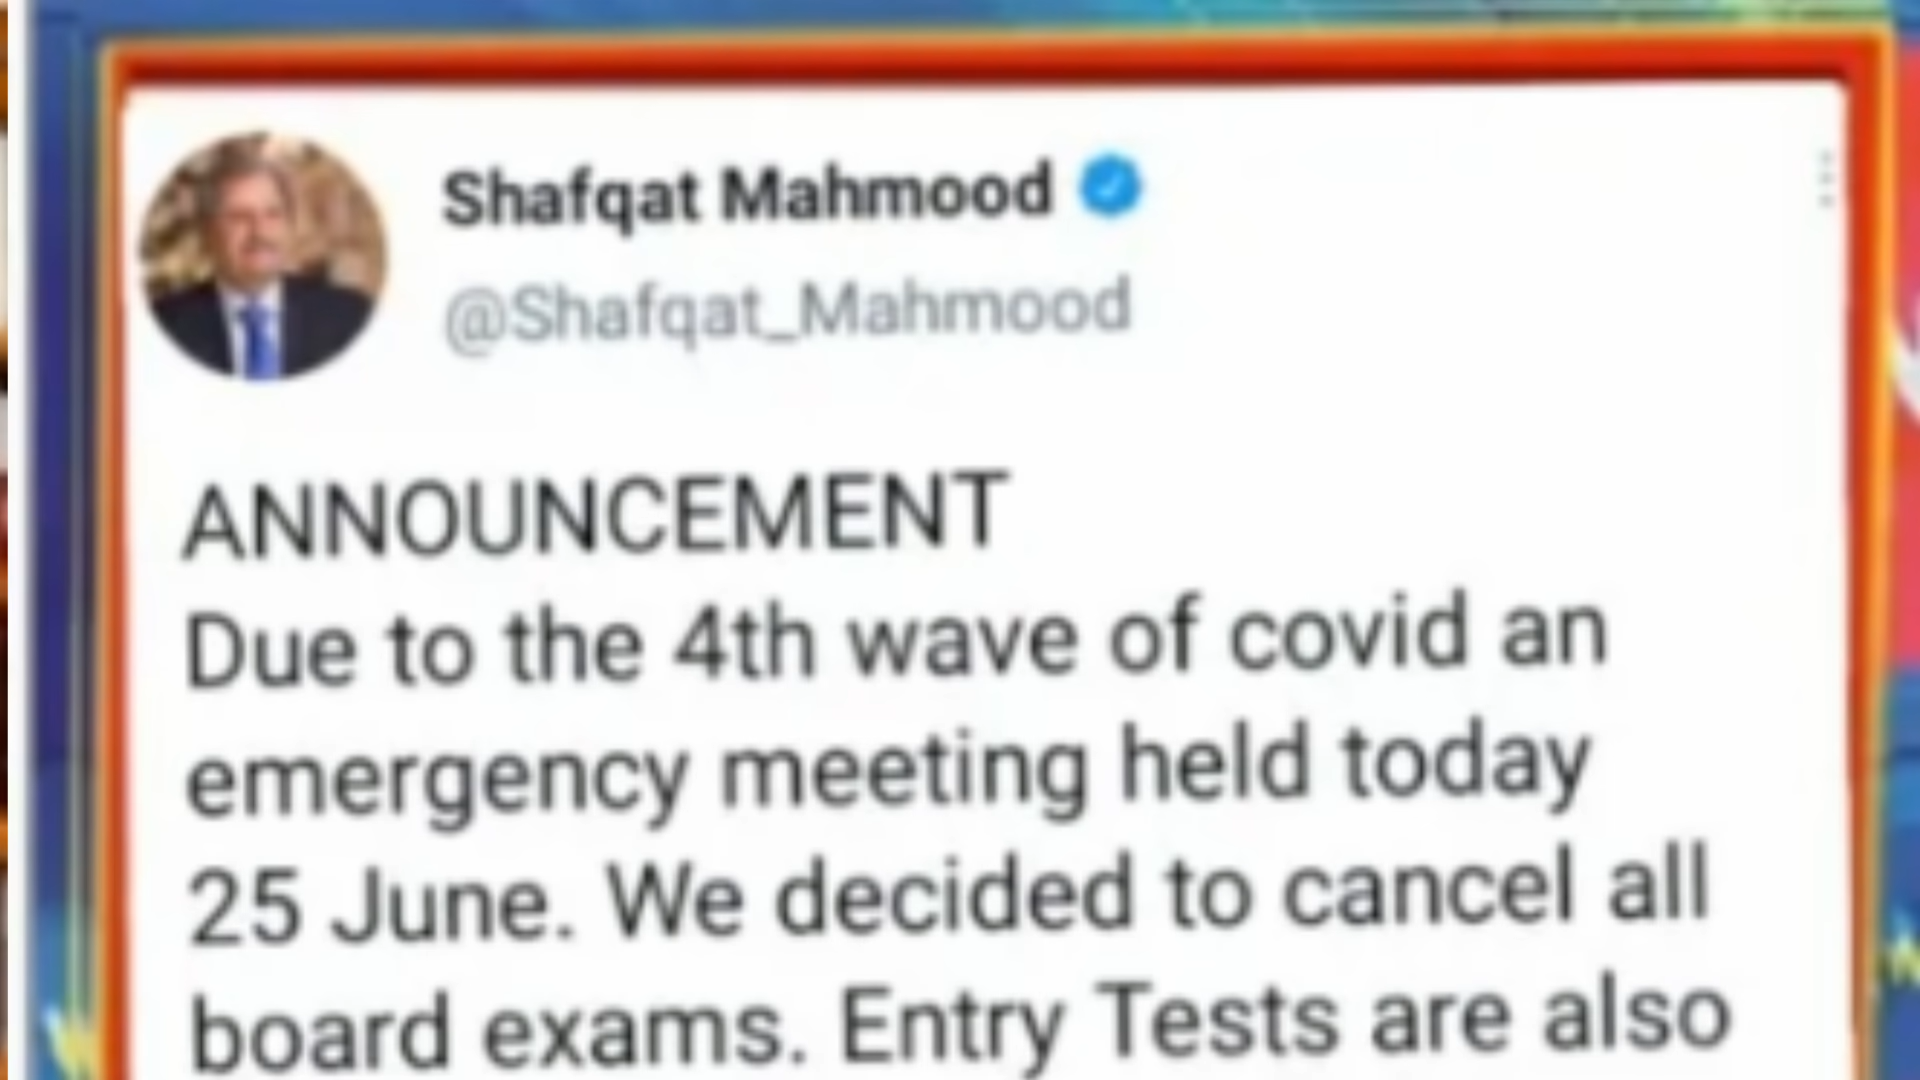 Shafqat Mahmood
@Shafqat_Mahmood
ANNOUNCEMENT
Due to the 4th wave of covid an
emergency meeting held today
25 June. We decided to cancel all
board exams. Entry Tests are also